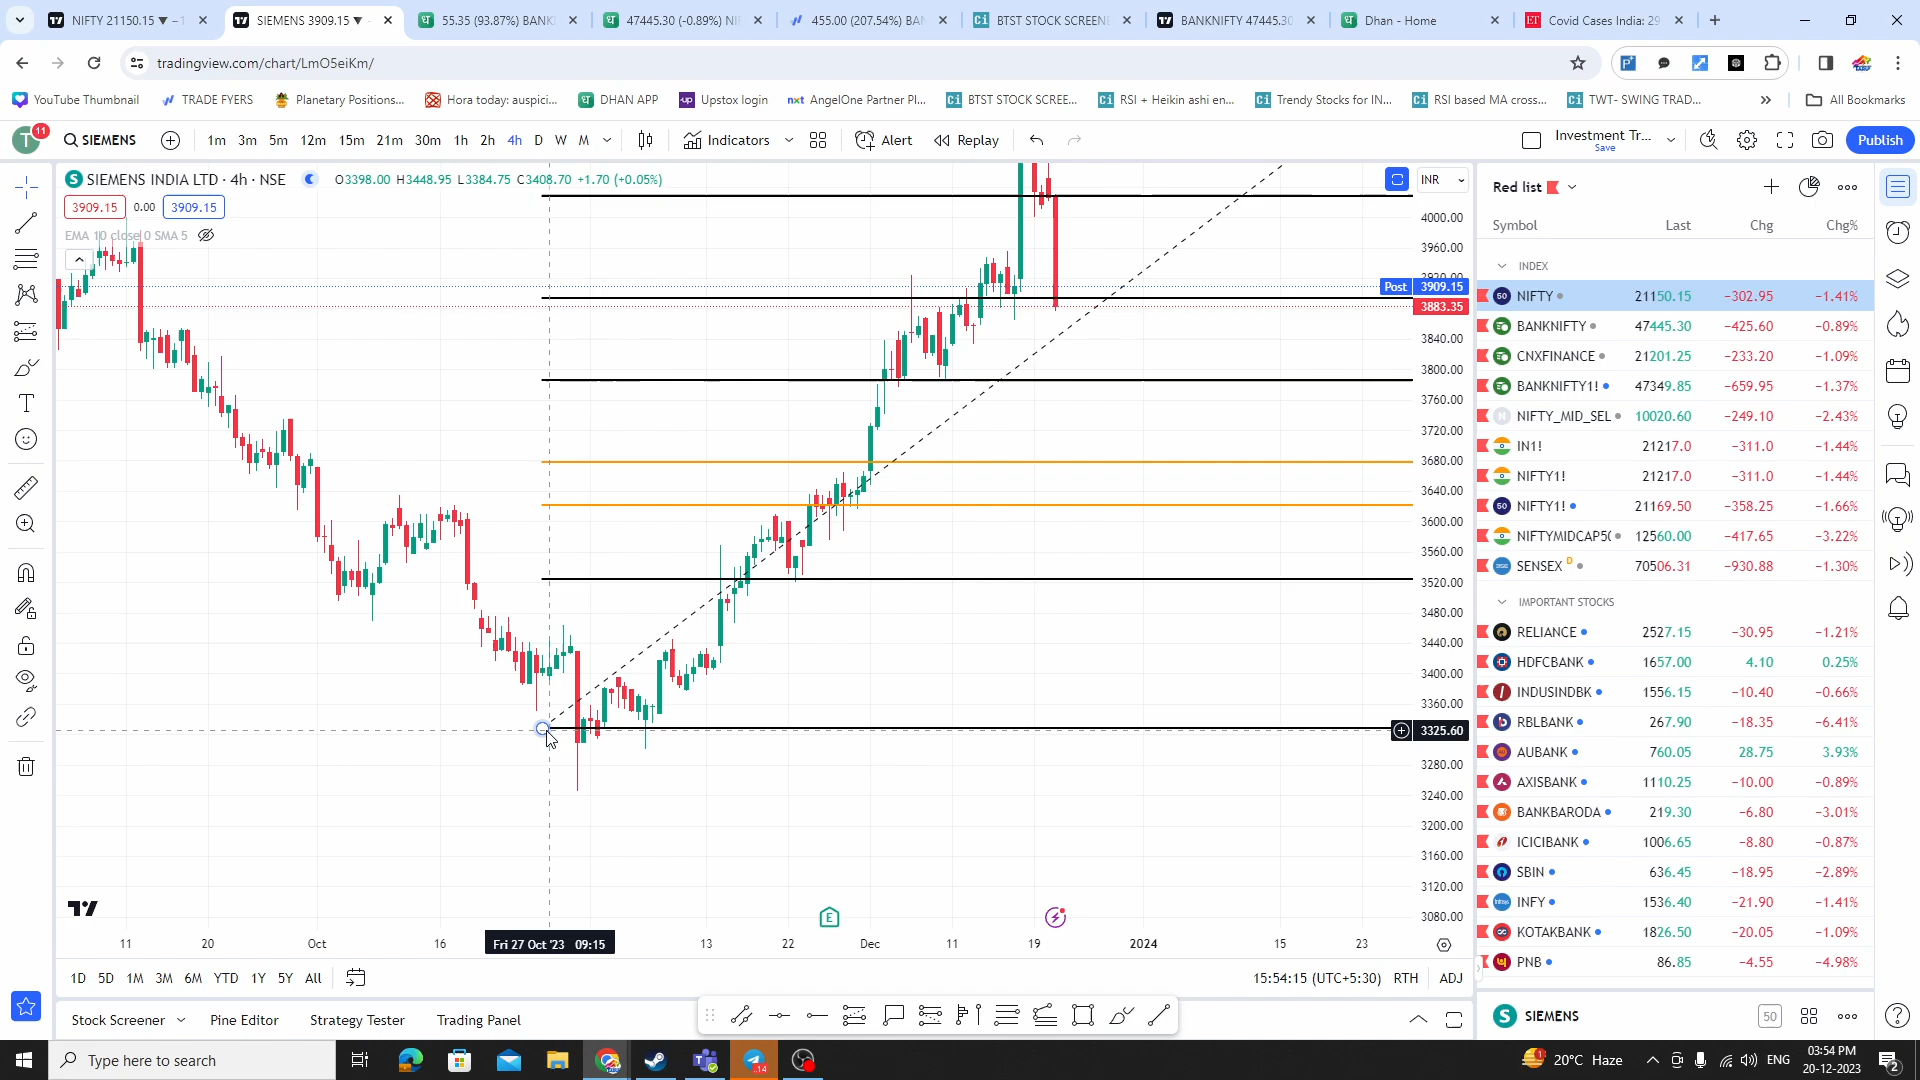 NIFTY 21150.15 ▼ −1
SIEMENS 3909.15 ▼
55.35 (93.87%) BANK
47445.30 (-0.89%) NI
455.00 (207.54%) BAN
BTST STOCK SCREENE
BANKNIFTY 47445.30
Dhan - Home
Covid Cases India: 29
tradingview.com/chart/LmO5eiKm/
YouTube Thumbnail
TRADE FYERS
Planetary Positions...
Hora today: auspici...
DHAN APP
Upstox login
AngelOne Partner Pl...
BTST STOCK SCREE...
RSI + Heikin ashi en...
Trendy Stocks for IN...
RSI based MA cross...
TWT- SWING TRAD...
All Bookmarks
T 11
SIEMENS
1m 3m 5m 12m 15m 21m 30m 1h 2h 4h D W M
Indicators
Alert
Replay
Investment Tr...
Save
Publish
SIEMENS INDIA LTD · 4h · NSE
O3398.00 H3448.95 L3384.75 C3408.70 +1.70 (+0.05%)
INR
3909.15 0.00 3909.15
EMA 10 close 0 SMA 5
4000.00
3960.00
3920.00
Post 3909.15
3883.35
3840.00
3800.00
3760.00
3720.00
3680.00
3640.00
3600.00
3560.00
3520.00
3480.00
3440.00
3400.00
3360.00
3325.60
3280.00
3240.00
3200.00
3160.00
3120.00
3080.00
E
11 20 Oct 16 Fri 27 Oct '23 09:15 13 22 Dec 11 19 2024 15 23
1D 5D 1M 3M 6M YTD 1Y 5Y All
15:54:15 (UTC+5:30) RTH ADJ
Stock Screener
Pine Editor
Strategy Tester
Trading Panel
Red list
Symbol Last Chg Chg%
INDEX
NIFTY 21150.15 −302.95 −1.41%
BANKNIFTY 47445.30 −425.60 −0.89%
CNXFINANCE 21201.25 −233.20 −1.09%
BANKNIFTY1! 47349.85 −659.95 −1.37%
NIFTY_MID_SEL 10020.60 −249.10 −2.43%
IN1! 21217.0 −311.0 −1.44%
NIFTY1! 21217.0 −311.0 −1.44%
NIFTY1! 21169.50 −358.25 −1.66%
NIFTYMIDCAP5( 12560.00 −417.65 −3.22%
SENSEX D 70506.31 −930.88 −1.30%
IMPORTANT STOCKS
RELIANCE 2527.15 −30.95 −1.21%
HDFCBANK 1657.00 4.10 0.25%
INDUSINDBK 1556.15 −10.40 −0.66%
RBLBANK 267.90 −18.35 −6.41%
AUBANK 760.05 28.75 3.93%
AXISBANK 1110.25 −10.00 −0.89%
BANKBARODA 219.30 −6.80 −3.01%
ICICIBANK 1006.65 −8.80 −0.87%
SBIN 636.45 −18.95 −2.89%
INFY 1536.40 −21.90 −1.41%
KOTAKBANK 1826.50 −20.05 −1.09%
PNB 86.85 −4.55 −4.98%
S SIEMENS 50
Type here to search
20°C Haze
ENG
03:54 PM
20-12-2023
2